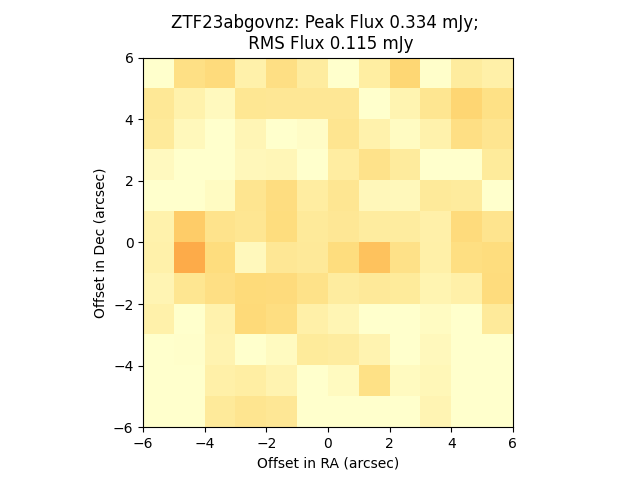 ZTF23abgovnz: Peak Flux 0.334 mJy;
RMS Flux 0.115 mJy
6
4
2
0
−2
−4
−6
Offset in Dec (arcsec)
−6 −4 −2 0 2 4 6
Offset in RA (arcsec)